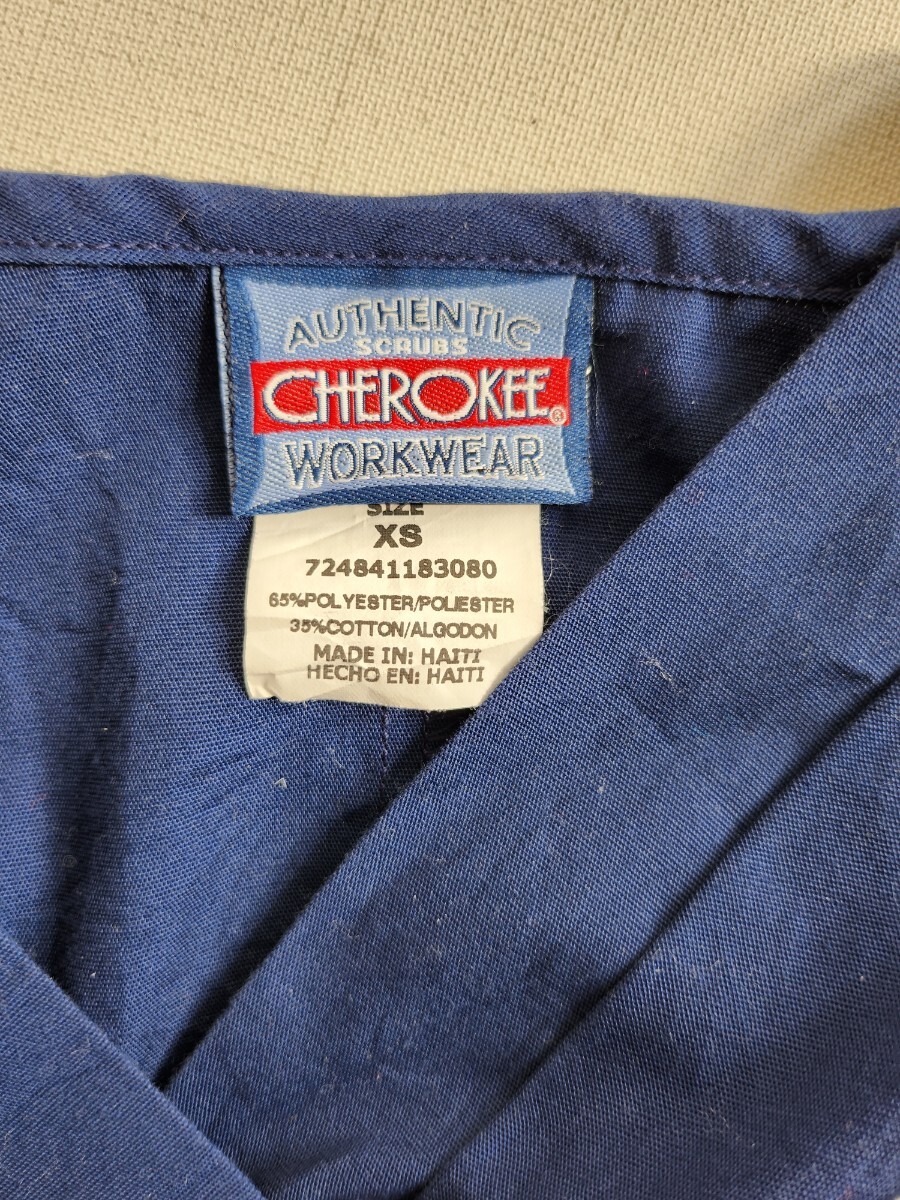 AUTHENTIC
SCRUBS
CHEROKEE®
WORKWEAR
SIZE
XS
724841183080
65%POLYESTER/POLIESTER
35%COTTON/ALGODON
MADE IN: HAITI
HECHO EN: HAITI